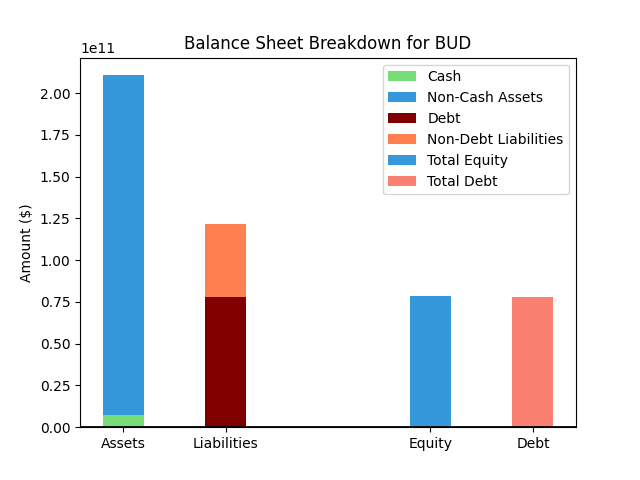 Balance Sheet Breakdown for BUD
1e11
2.00
1.75
1.50
1.25
1.00
0.75
0.50
0.25
0.00
Amount ($)
Cash
Non-Cash Assets
Debt
Non-Debt Liabilities
Total Equity
Total Debt
Assets
Liabilities
Equity
Debt